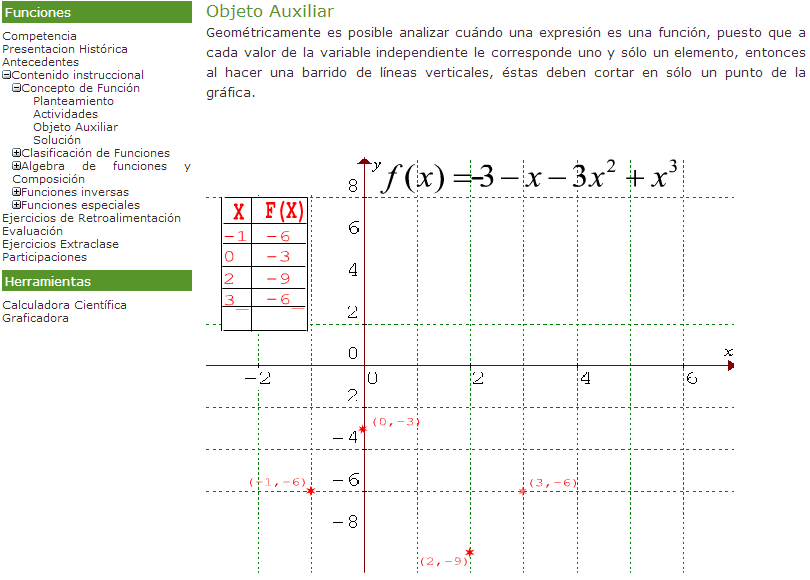 Funciones
Competencia
Presentacion Histórica
Antecedentes
Contenido instruccional
Concepto de Función
Planteamiento
Actividades
Objeto Auxiliar
Solución
Clasificación de Funciones
Algebra de funciones y
Composición
Funciones inversas
Funciones especiales
Ejercicios de Retroalimentación
Evaluación
Ejercicios Extraclase
Participaciones
Herramientas
Calculadora Científica
Graficadora
Objeto Auxiliar
Geométricamente es posible analizar cuándo una expresión es una función, puesto que a
cada valor de la variable independiente le corresponde uno y sólo un elemento, entonces
al hacer una barrido de líneas verticales, éstas deben cortar en sólo un punto de la
gráfica.
y
f(x) =-3 − x − 3x² + x³
X F(X)
-1 -6
0 -3
2 -9
3_ -6_
8
6
4
2
0
2
-4
-6
-8
x
-2 0 2 4 6
(0,-3)
(-1,-6)
(3,-6)
(2,-9)